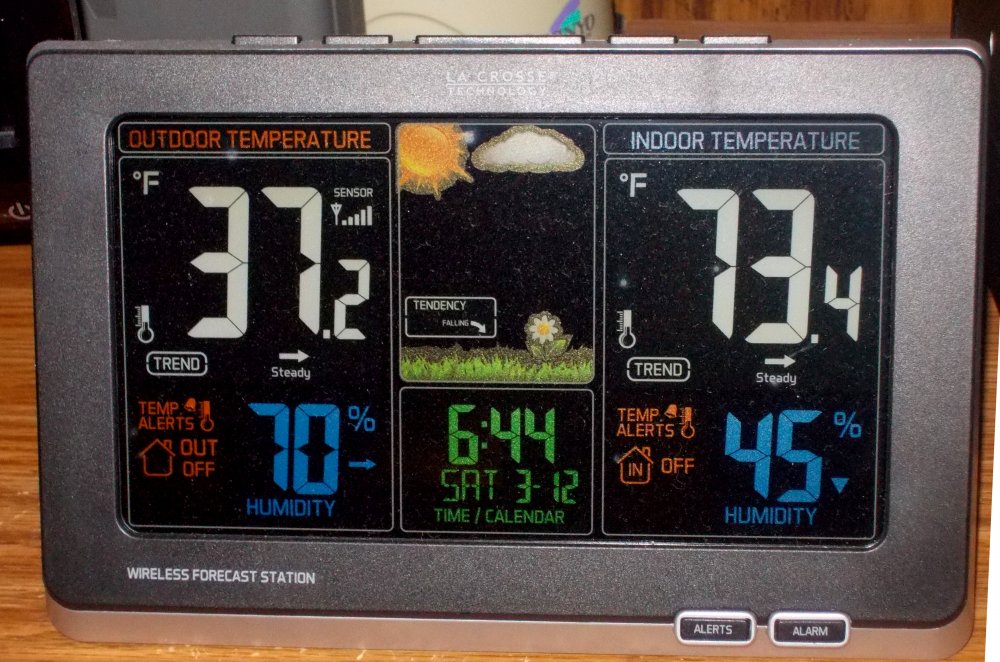 LA CROSSE
TECHNOLOGY
OUTDOOR TEMPERATURE
°F
37.2
SENSOR
TREND
Steady
TEMP
ALERTS
OUT
OFF
70 %
HUMIDITY
TENDENCY
FALLING
6:44
SAT 3-12
TIME / CALENDAR
INDOOR TEMPERATURE
°F
73.4
TREND
Steady
TEMP
ALERTS
IN OFF
45 %
HUMIDITY
WIRELESS FORECAST STATION
ALERTS
ALARM